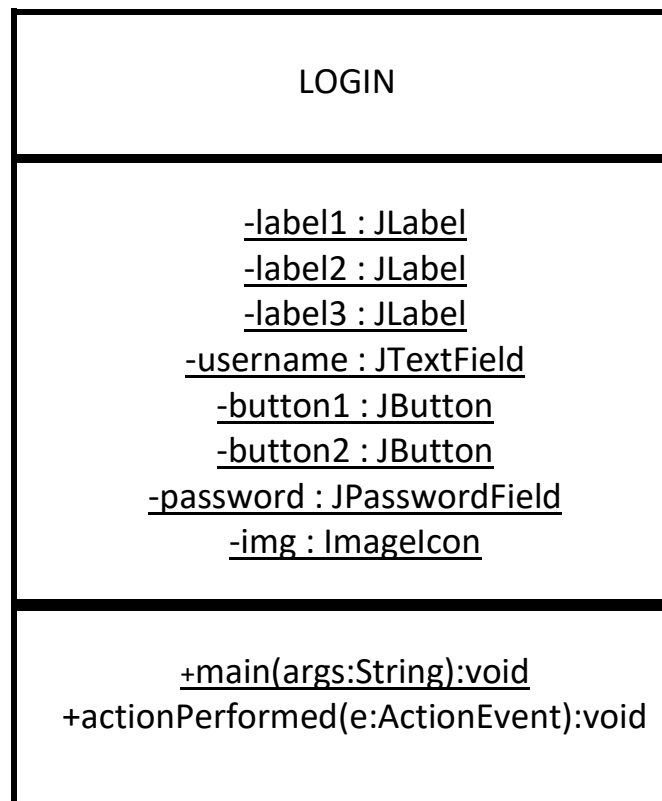 LOGIN
-label1 : JLabel
-label2 : JLabel
-label3 : JLabel
-username : JTextField
-button1 : JButton
-button2 : JButton
-password : JPasswordField
-img : ImageIcon
+main(args:String):void
+actionPerformed(e:ActionEvent):void